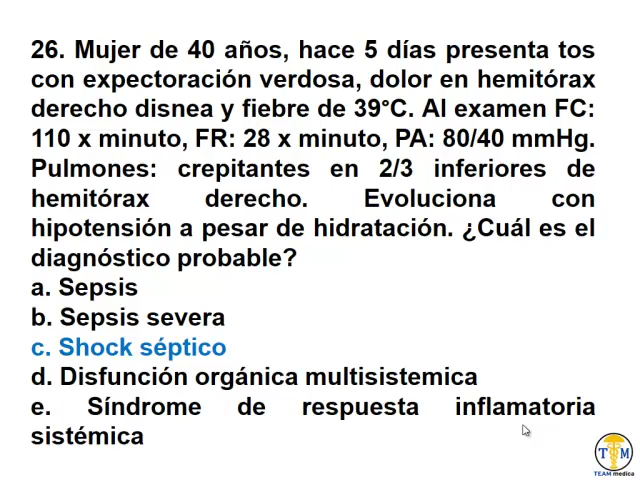 26. Mujer de 40 años, hace 5 días presenta tos
con expectoración verdosa, dolor en hemitórax
derecho disnea y fiebre de 39°C. Al examen FC:
110 x minuto, FR: 28 x minuto, PA: 80/40 mmHg.
Pulmones: crepitantes en 2/3 inferiores de
hemitórax derecho. Evoluciona con
hipotensión a pesar de hidratación. ¿Cuál es el
diagnóstico probable?
a. Sepsis
b. Sepsis severa
c. Shock séptico
d. Disfunción orgánica multisistemica
e. Síndrome de respuesta inflamatoria
sistémica
T M
TEAM medica